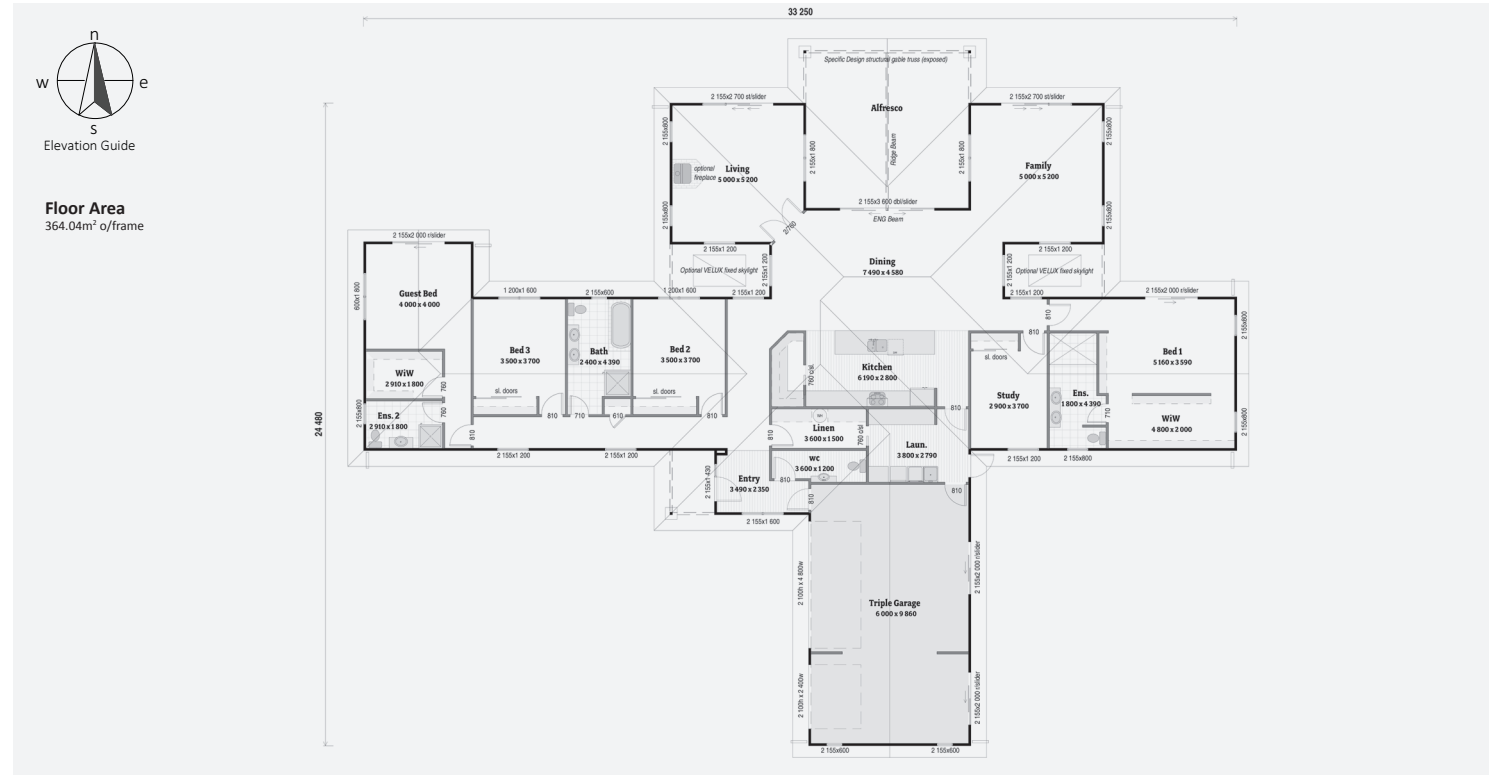 33 250
n
w
e
s
Elevation Guide
Floor Area
364.04m² o/frame
24 480
Specific Design structural gable truss (exposed)
Alfresco
Ridge Beam
2 155x2 700 st/slider
2 155x2 700 st/slider
2 155x800
2 155x800
2 155x1 800
2 155x1 800
Living
5 000 x 5 200
optional
fireplace
Family
5 000 x 5 200
2 155x3 600 dbl/slider
ENG Beam
2 155x800
2 155x800
2/760
2 155x1 200
2 155x1 200
Optional VELUX fixed skylight
2 155x1 200
2 155x1 200
Dining
7 490 x 4 580
2 155x1 200
Optional VELUX fixed skylight
2 155x1 200
2 155x2 000 r/slider
600x1 800
Guest Bed
4 000 x 4 000
1 200x1 600
2 155x600
1 200x1 600
2 155x2 000 r/slider
2 155x800
810
810
Bed 3
3 500 x 3 700
Bath
2 400 x 4 390
Bed 2
3 500 x 3 700
Bed 1
5 160 x 3 590
sl. doors
WiW
2 910 x 1 800
760
760
sl. doors
sl. doors
760 c/sl
Kitchen
6 190 x 2 800
Study
2 900 x 3 700
Ens.
1 800 x 4 390
710
WiW
4 800 x 2 000
2 155x800
2 155x800
Ens. 2
2 910 x 1 800
810
810
710
610
810
810
810
Linen
3 600 x 1 500
760 c/sl
Laun.
3 800 x 2 790
2 155x1 200
2 155x1 200
2 155x1 200
2 155x800
810
wc
3 600 x 1 200
810
2 155x1 430
Entry
3 490 x 2 350
810
810
2 155x1 600
2 100h x 4 800w
2 155x2 000 r/slider
Triple Garage
6 000 x 9 860
2 100h x 2 400w
2 155x2 000 r/slider
2 155x600
2 155x600